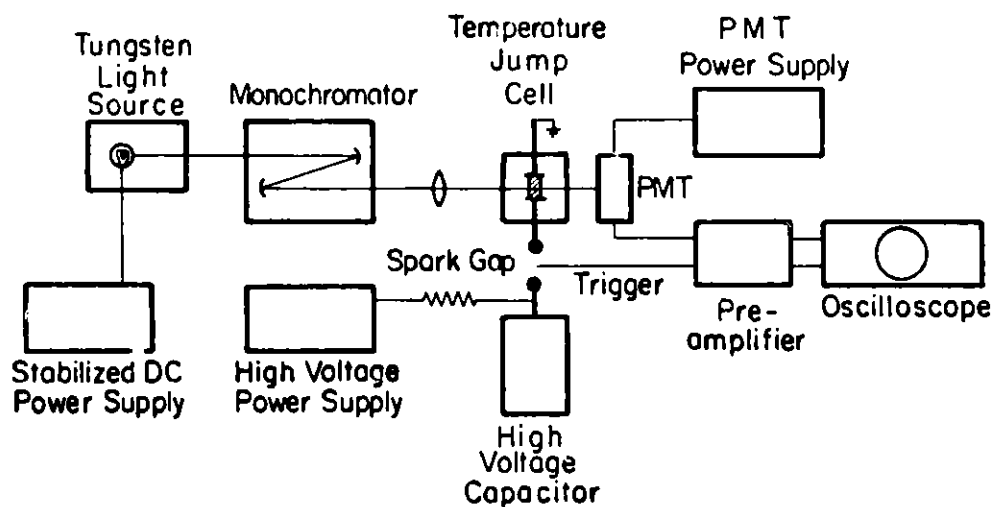 Tungsten
Light
Source
Monochromator
Temperature
Jump
Cell
PMT
Power Supply
PMT
Spark Gap
Trigger
Pre-
amplifier
Oscilloscope
Stabilized DC
Power Supply
High Voltage
Power Supply
High
Voltage
Capacitor